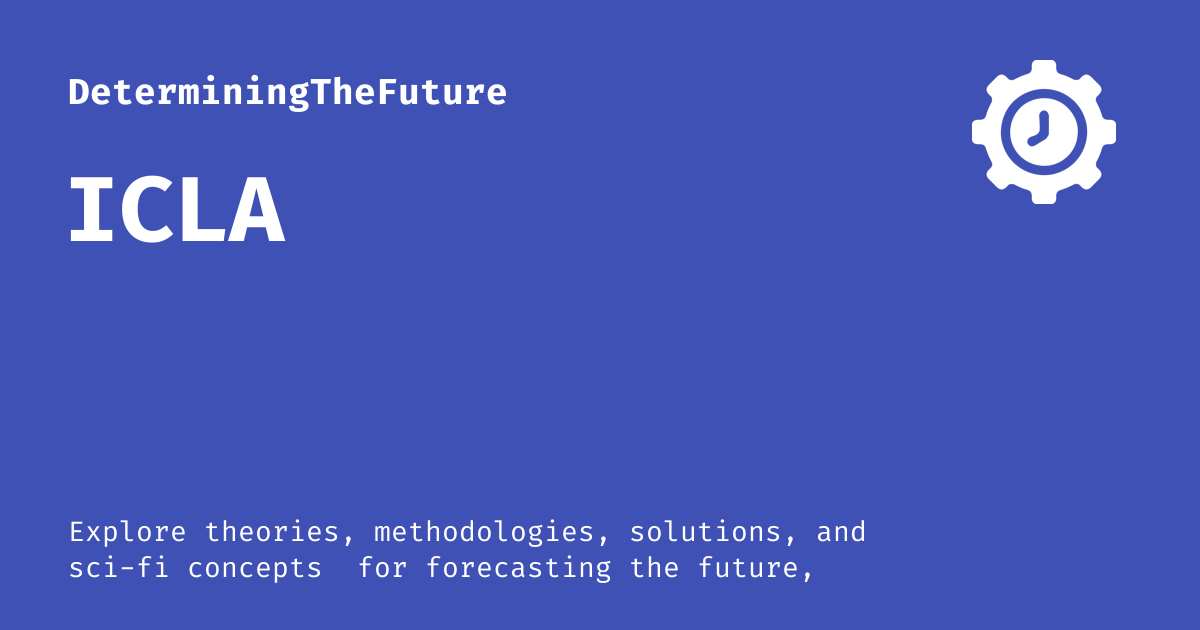 DeterminingTheFuture
ICLA
Explore theories, methodologies, solutions, and
sci-fi concepts  for forecasting the future,